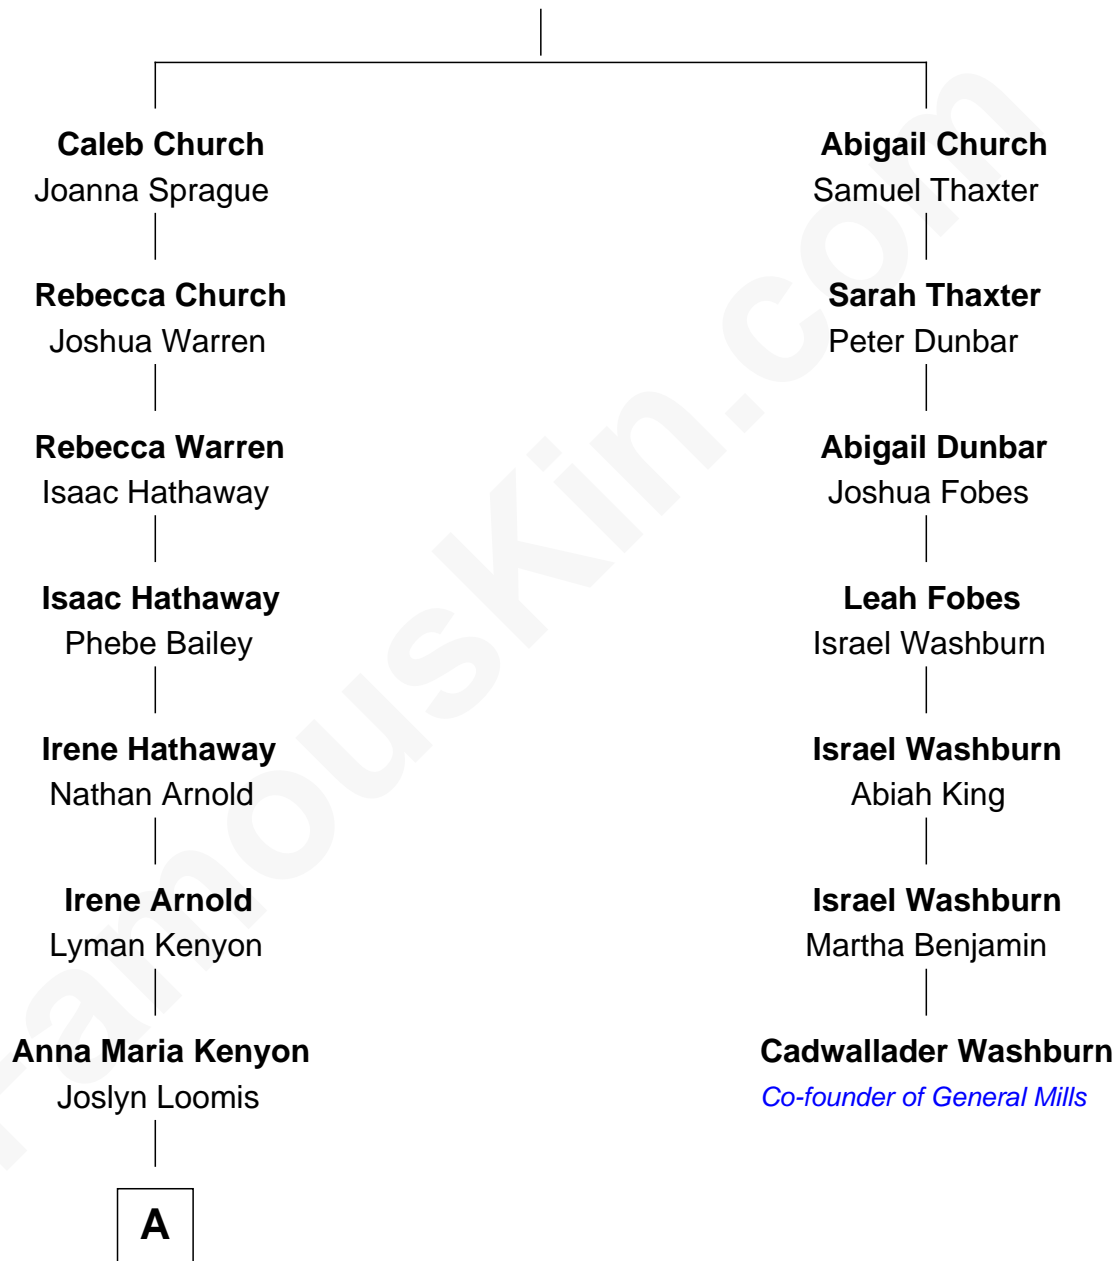 Caleb Church
Joanna Sprague
Rebecca Church
Joshua Warren
Rebecca Warren
Isaac Hathaway
Isaac Hathaway
Phebe Bailey
Irene Hathaway
Nathan Arnold
Irene Arnold
Lyman Kenyon
Anna Maria Kenyon
Joslyn Loomis
A
Abigail Church
Samuel Thaxter
Sarah Thaxter
Peter Dunbar
Abigail Dunbar
Joshua Fobes
Leah Fobes
Israel Washburn
Israel Washburn
Abiah King
Israel Washburn
Martha Benjamin
Cadwallader Washburn
Co-founder of General Mills
FamousKin.com